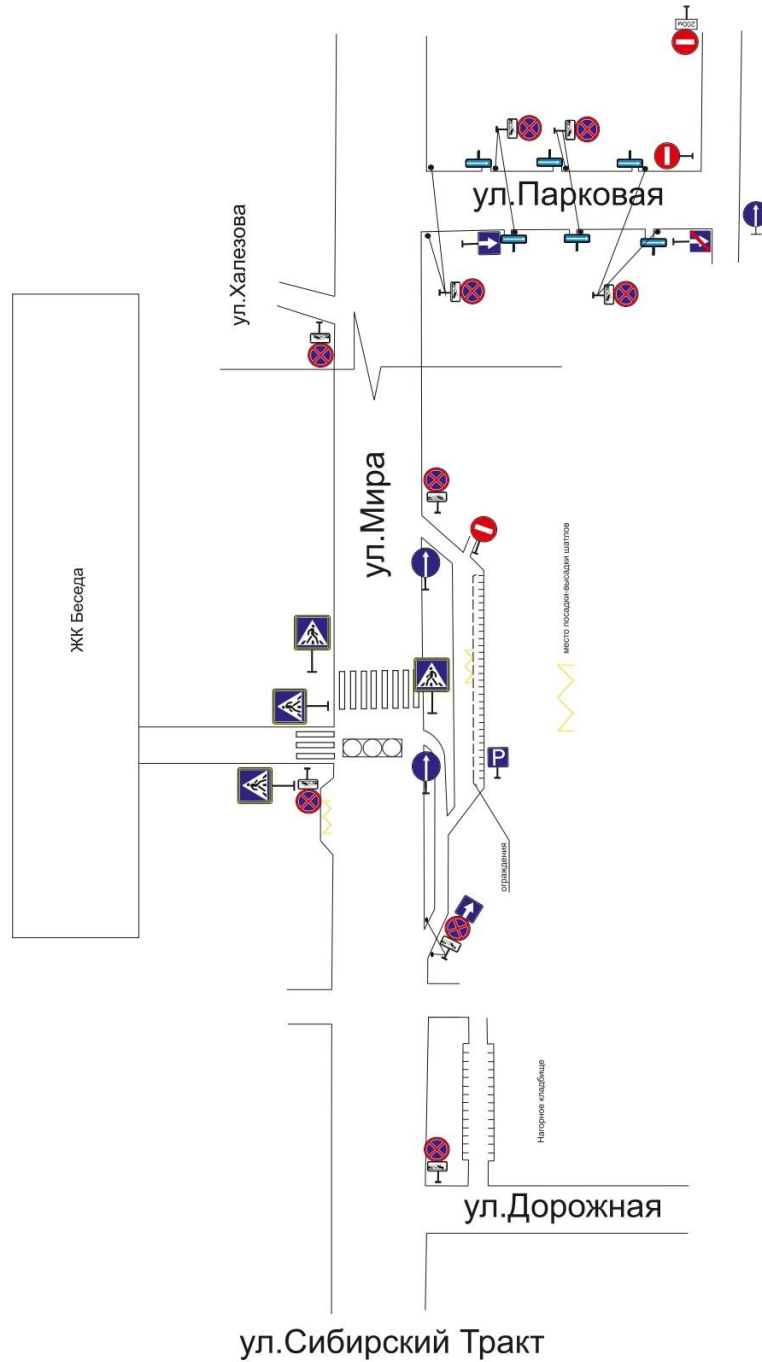 200м
ул.Парковая
ул.Халезова
ул.Мира
ЖК Беседа
место посадки-высадки шатлов
P
ограждения
Нагорное кладбище
ул.Дорожная
ул.Сибирский Тракт